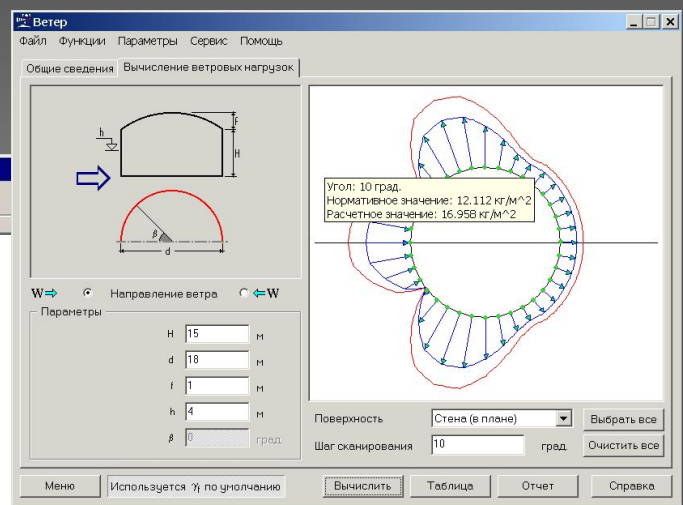 Ветер
Файл Функции Параметры Сервис Помощь
Общие сведения Вычисление ветровых нагрузок
f
h
H
β
d
Угол: 10 град.
Нормативное значение: 12.112 кг/м^2
Расчетное значение: 16.958 кг/м^2
W⇒ Направление ветра ⇐W
Параметры
H 15 м
d 18 м
f 1 м
h 4 м
β 0 град.
Поверхность Стена (в плане) Выбрать все
Шаг сканирования 10 град. Очистить все
Меню Используется γf по умолчанию Вычислить Таблица Отчет Справка